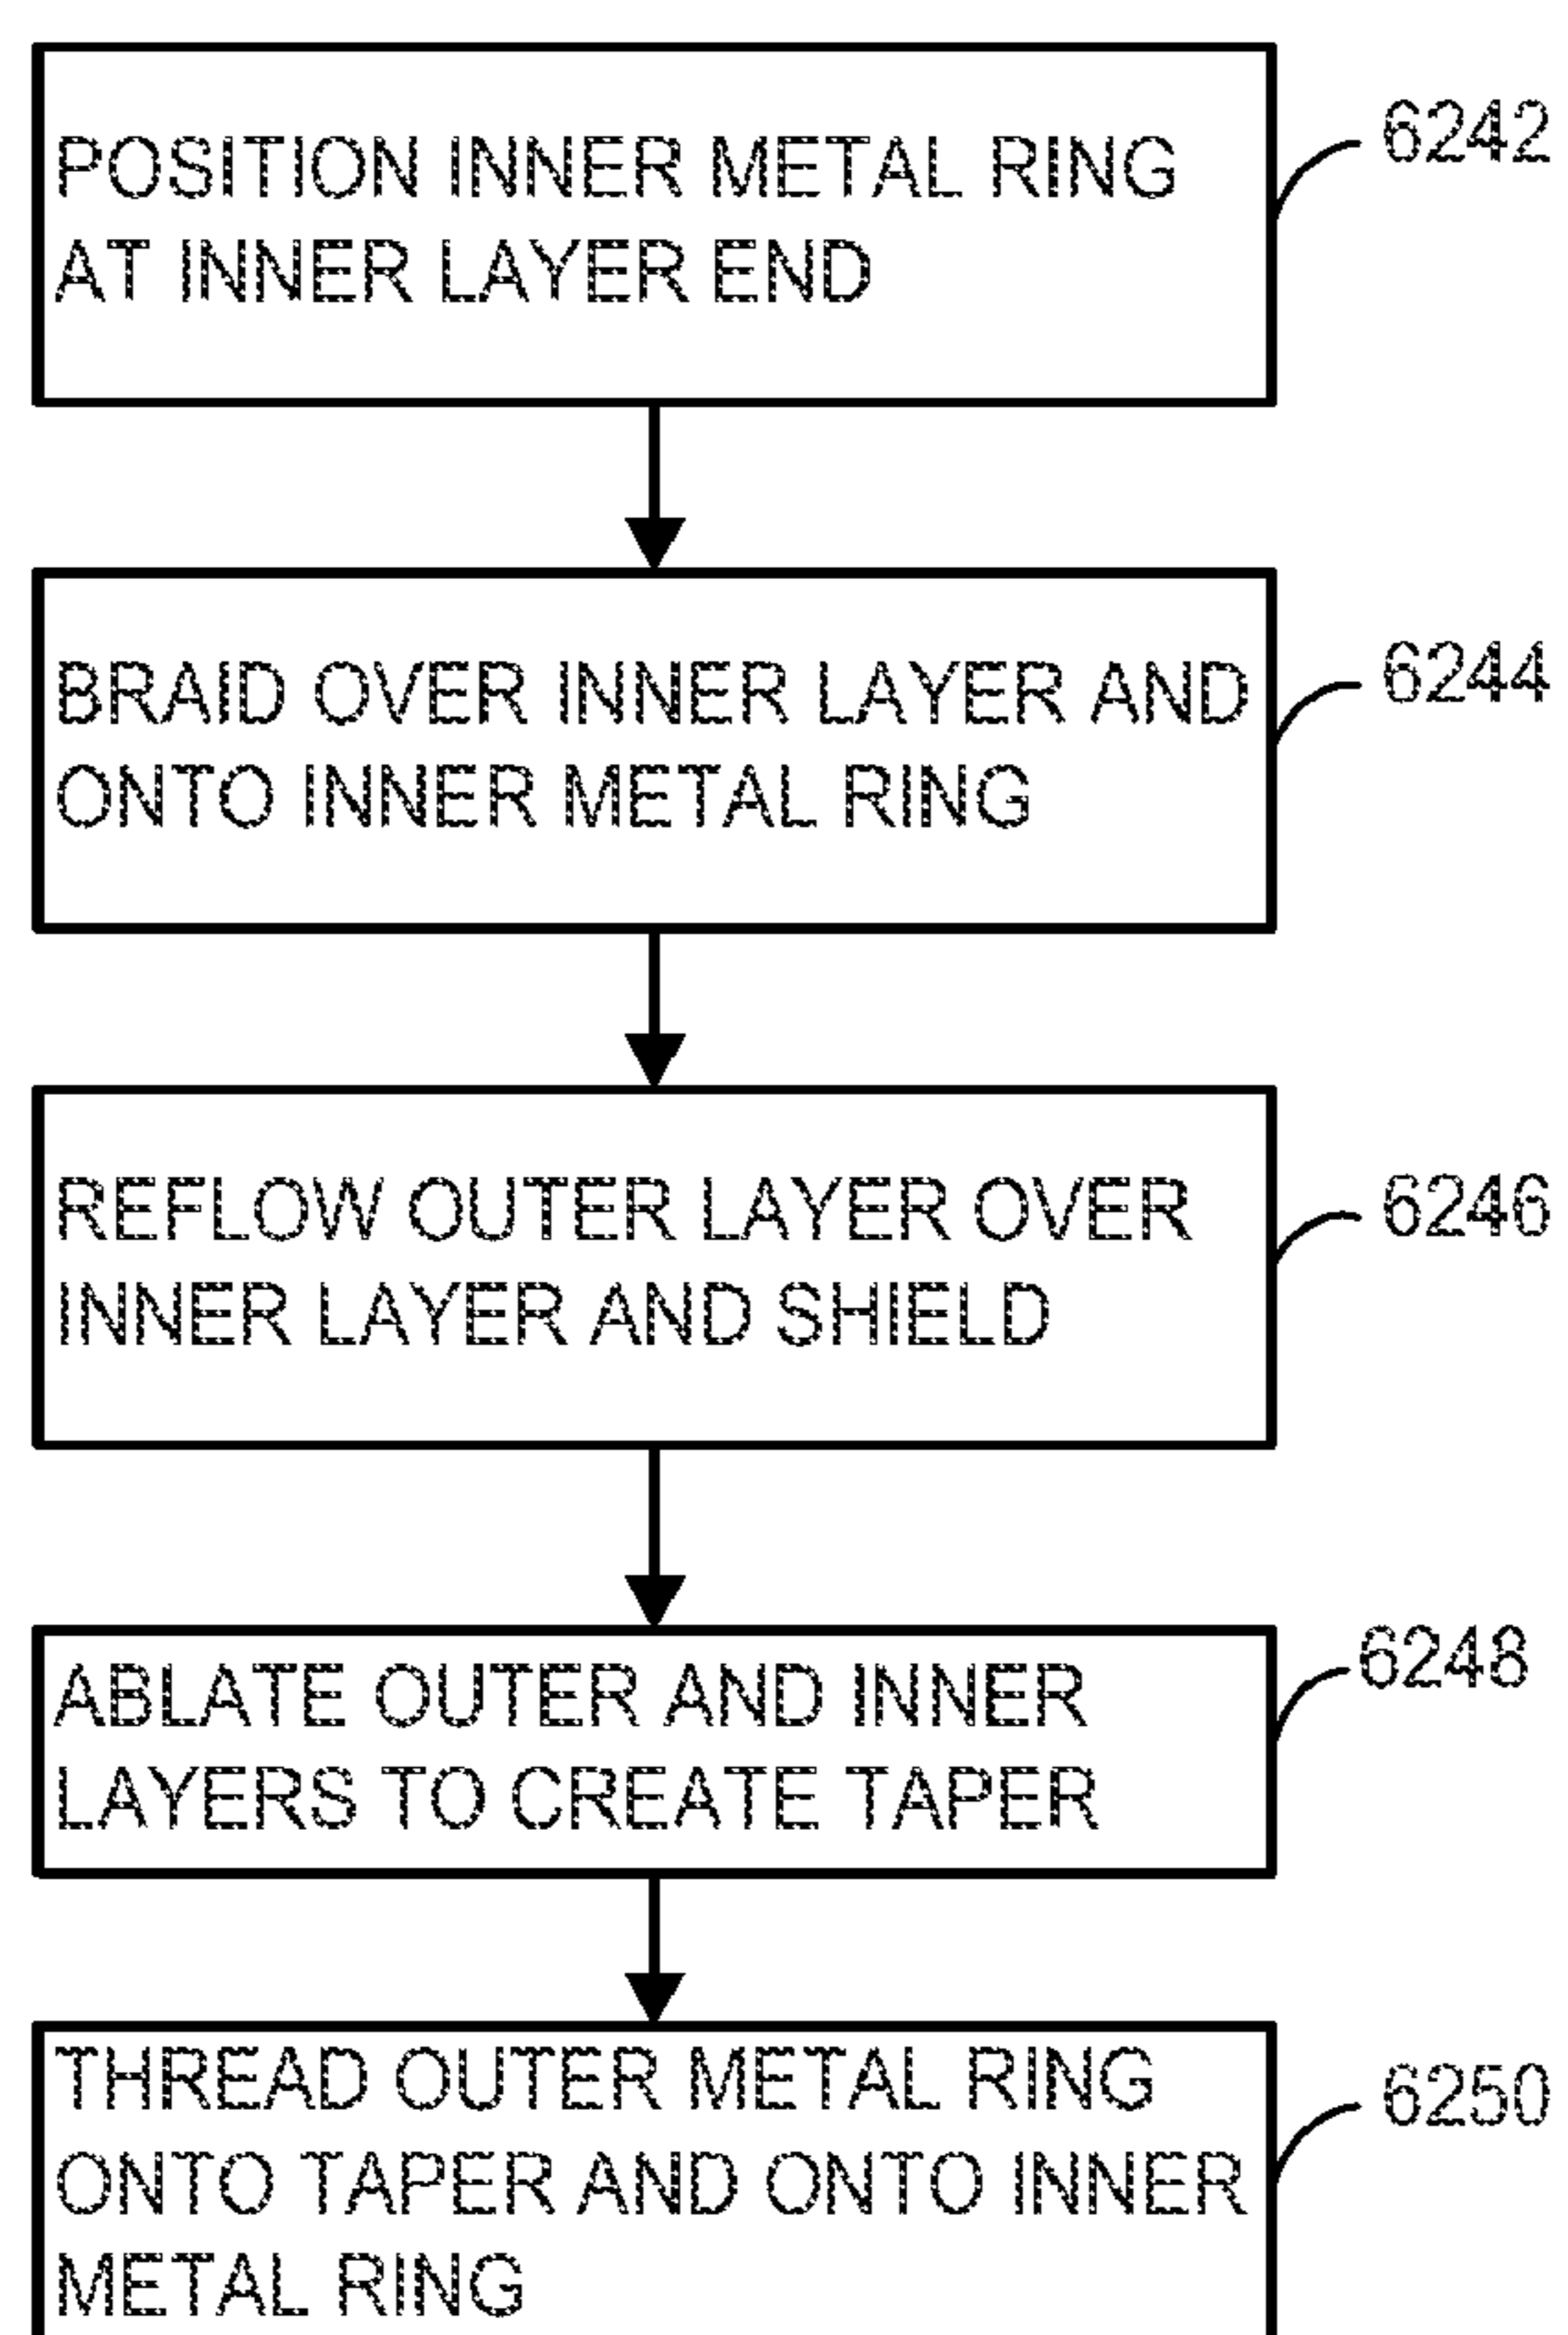 POSITION INNER METAL RING
AT INNER LAYER END
6242
BRAID OVER INNER LAYER AND
ONTO INNER METAL RING
6244
REFLOW OUTER LAYER OVER
INNER LAYER AND SHIELD
6246
ABLATE OUTER AND INNER
LAYERS TO CREATE TAPER
6248
THREAD OUTER METAL RING
ONTO TAPER AND ONTO INNER
METAL RING
6250